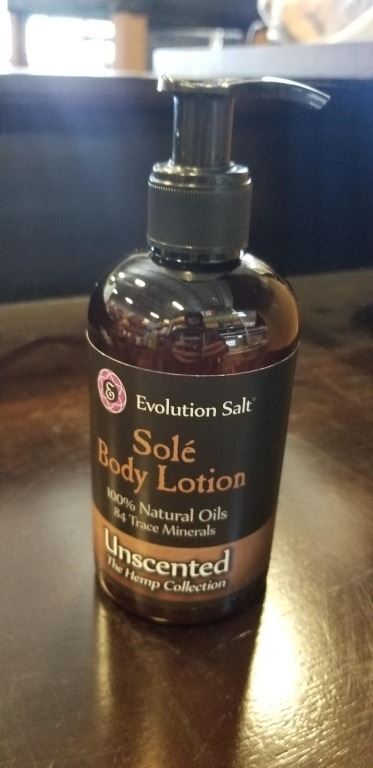 Evolution Salt®
Solé
Body Lotion
100% Natural Oils
84 Trace Minerals
Unscented
The Hemp Collection